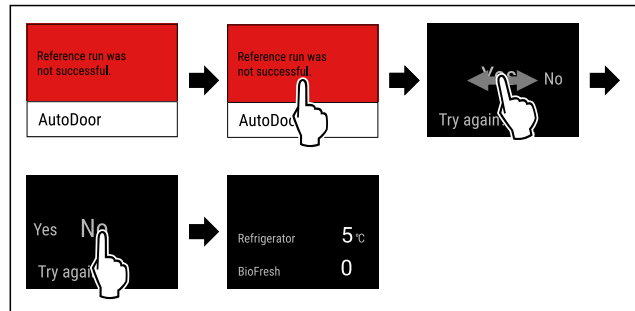 Reference run was
not successful.
AutoDoor
Reference run was
not successful.
No
Yes No
Try again
Refrigerator 5 °C
BioFresh 0